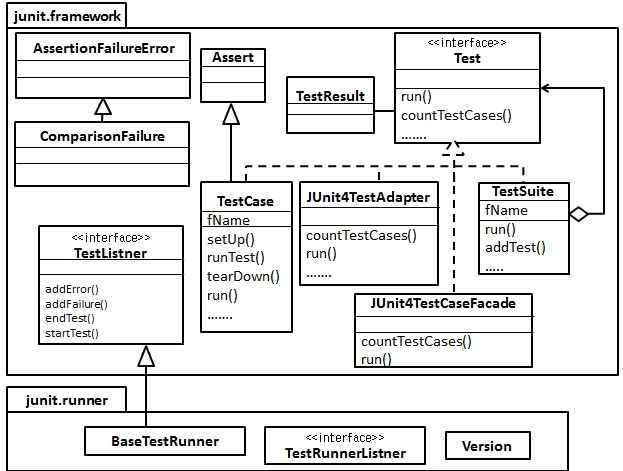 junit.framework
AssertionFailureError
ComparisonFailure
Assert
TestResult
<<interface>>
Test
run()
countTestCases()
.......
TestCase
fName
setUp()
runTest()
tearDown()
run()
.......
JUnit4TestAdapter
countTestCases()
run()
.......
TestSuite
fName
run()
addTest()
.....
<<interface>>
TestListner
addError()
addFailure()
endTest()
startTest()
JUnit4TestCaseFacade
countTestCases()
run()
junit.runner
BaseTestRunner
<<interface>>
TestRunnerListner
Version